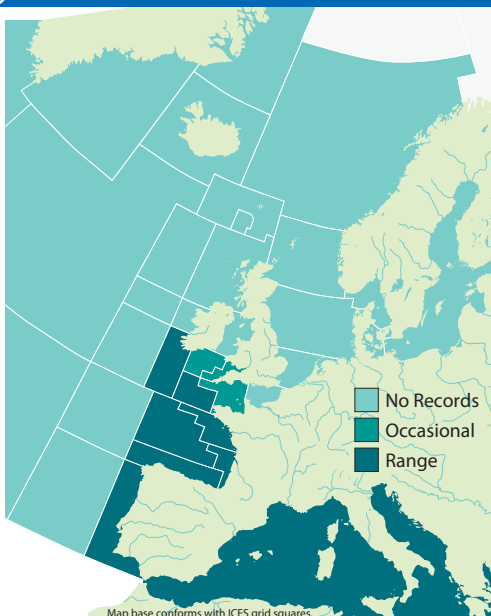 No Records
Occasional
Range
Map base conforms with ICES grid squares.